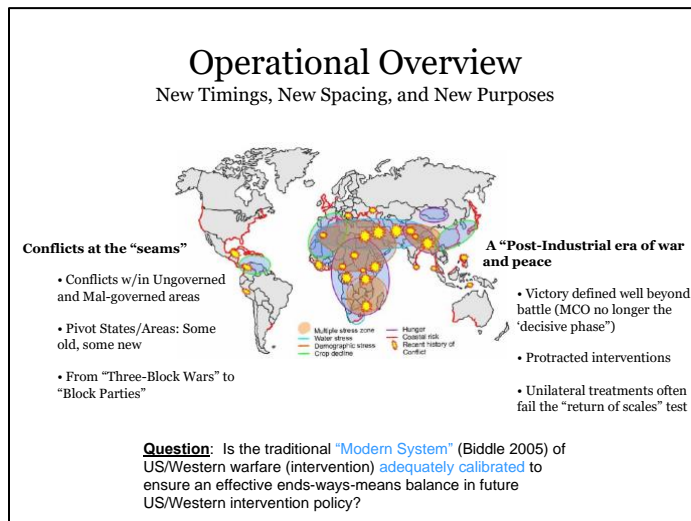 Operational Overview
New Timings, New Spacing, and New Purposes
Conflicts at the “seams”
• Conflicts w/in Ungoverned
and Mal-governed areas
• Pivot States/Areas: Some
old, some new
• From “Three-Block Wars” to
“Block Parties”
Multiple stress zone
Water stress
Demographic stress
Crop decline
Hunger
Coastal risk
Recent history of
Conflict
A “Post-Industrial era of war
and peace
• Victory defined well beyond
battle (MCO no longer the
‘decisive phase”)
• Protracted interventions
• Unilateral treatments often
fail the “return of scales” test
Question: Is the traditional “Modern System” (Biddle 2005) of
US/Western warfare (intervention) adequately calibrated to
ensure an effective ends-ways-means balance in future
US/Western intervention policy?